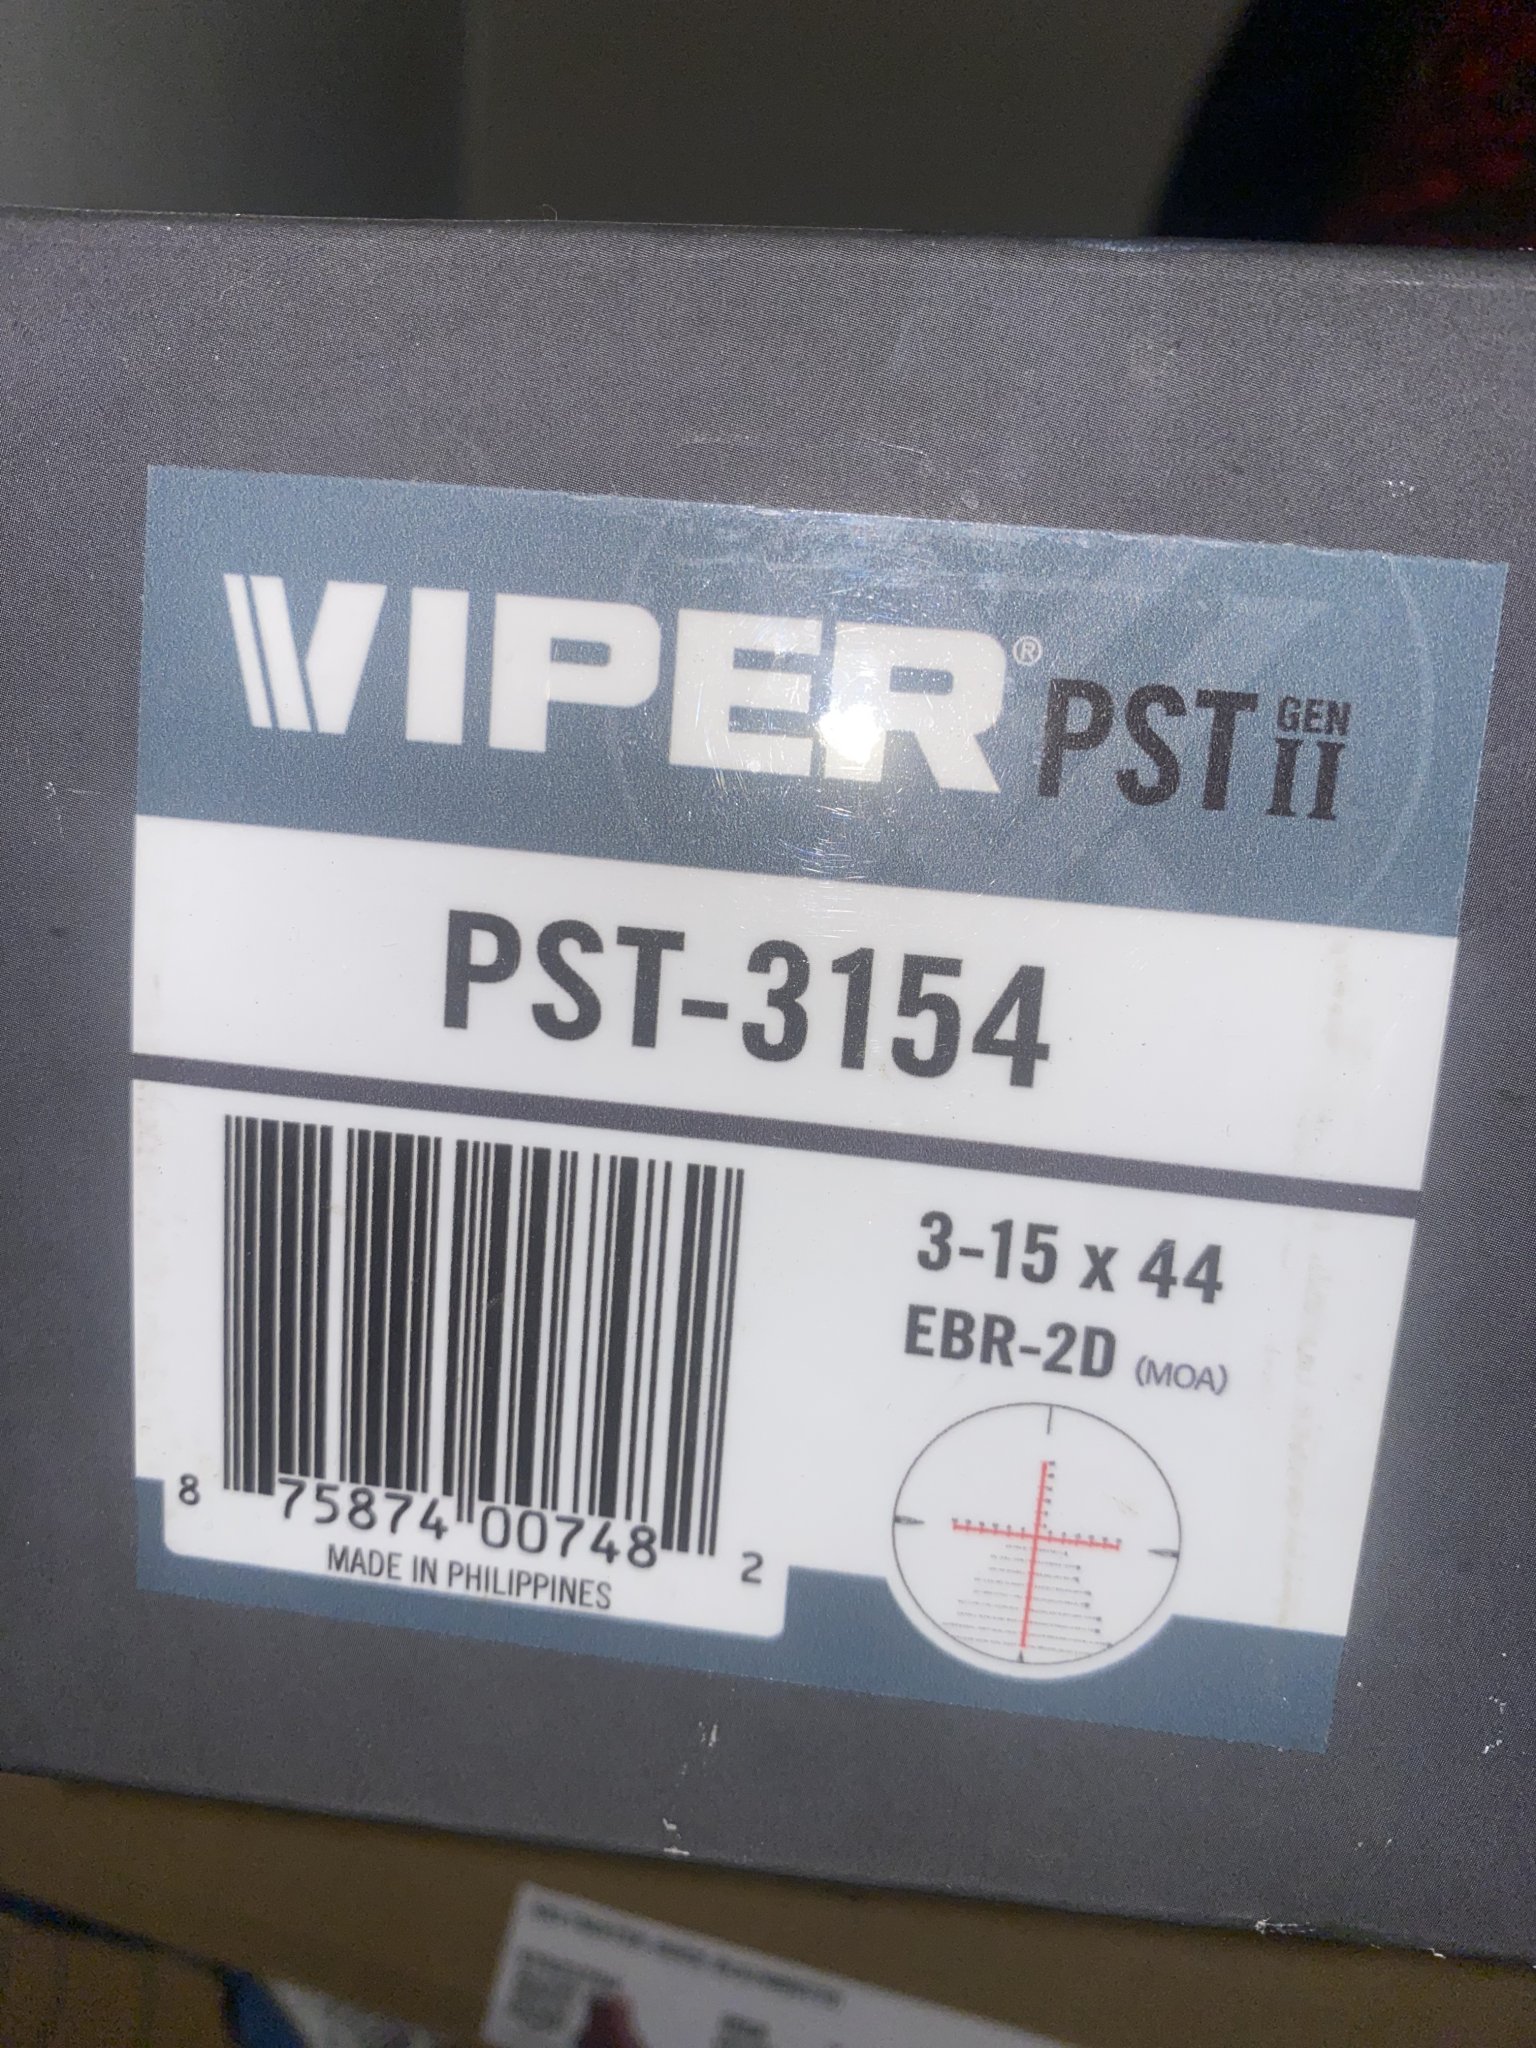 VIPER® PST GEN II
PST-3154
3-15 x 44
EBR-2D (MOA)
8 75874 00748 2
MADE IN PHILIPPINES